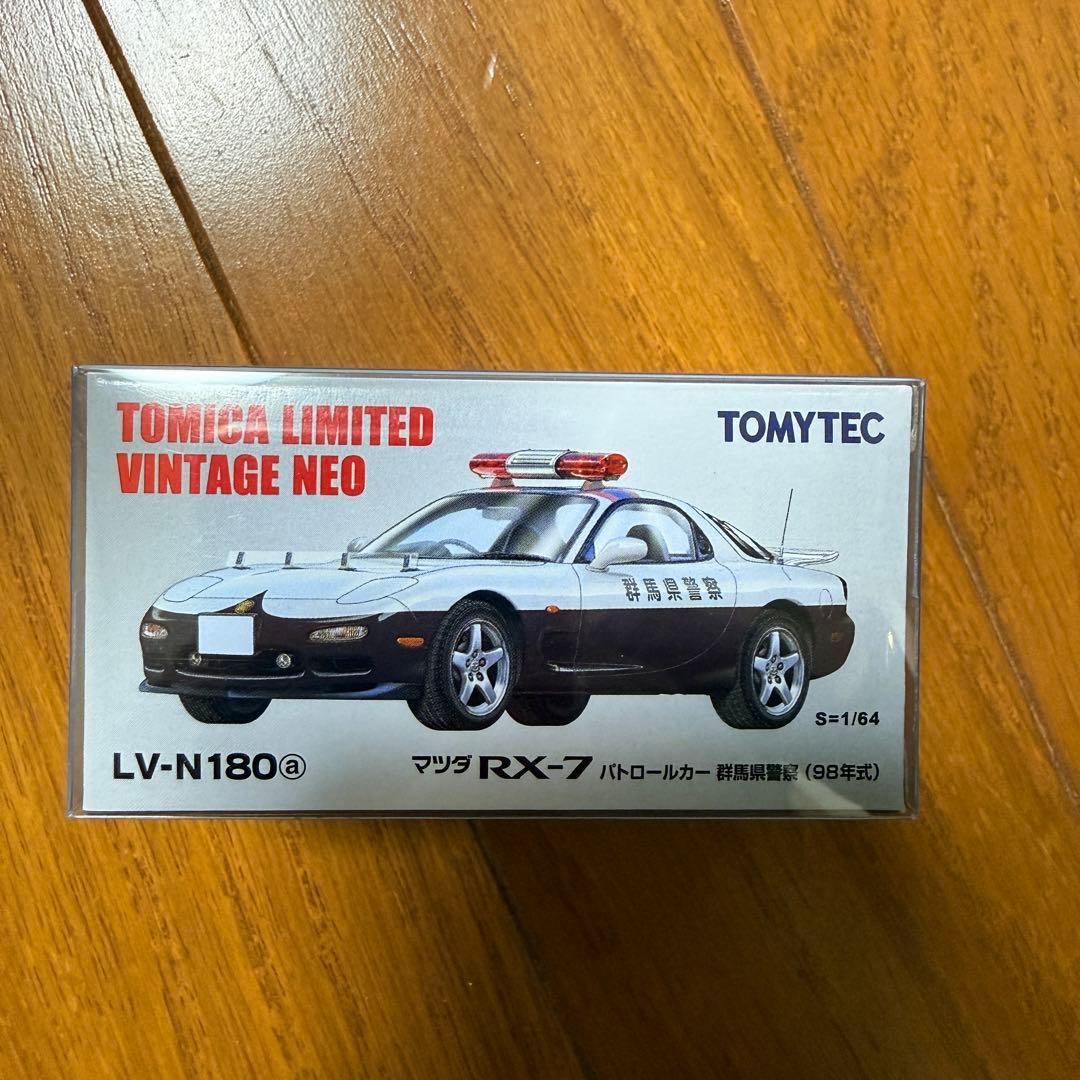 TOMICA LIMITED
VINTAGE NEO
TOMYTEC
群馬県警察
S=1/64
LV-N180ⓐ
マツダ RX-7 パトロールカー 群馬県警察 (98年式)